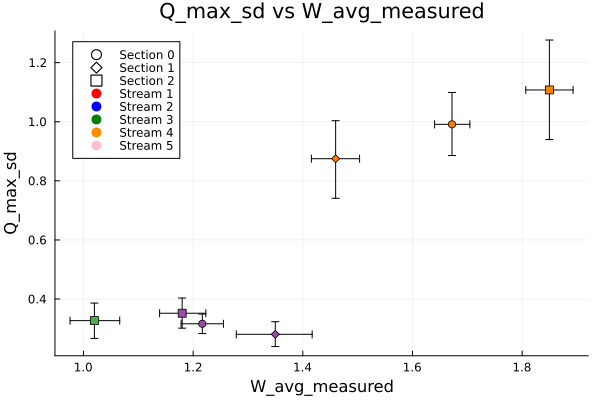 Q_max_sd vs W_avg_measured
Section 0
Section 1
Section 2
Stream 1
Stream 2
Stream 3
Stream 4
Stream 5
Q_max_sd
1.2
1.0
0.8
0.6
0.4
1.0 1.2 1.4 1.6 1.8
W_avg_measured